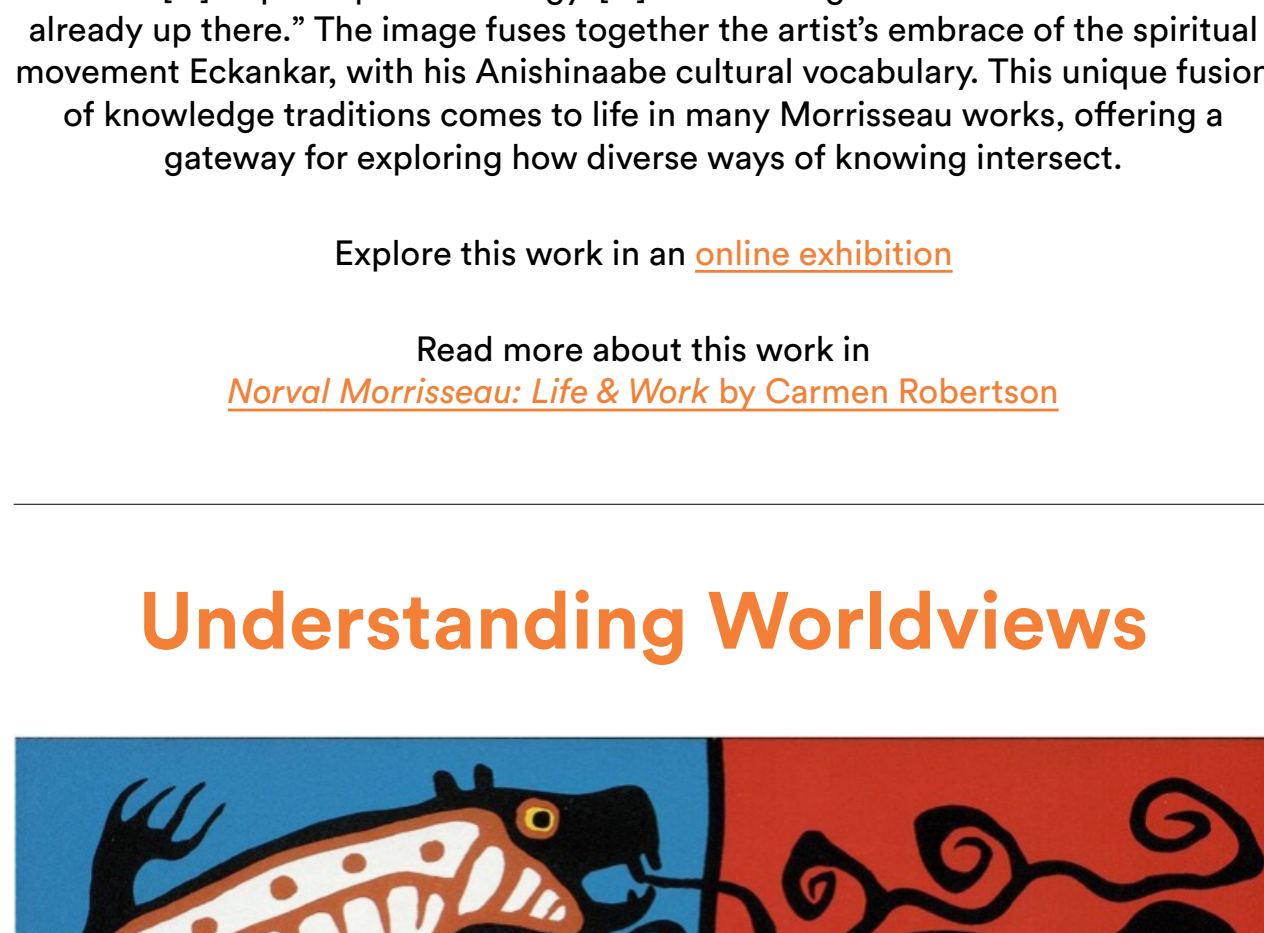 already up there.” The image fuses together the artist’s embrace of the spiritual
movement Eckankar, with his Anishinaabe cultural vocabulary. This unique fusion
of knowledge traditions comes to life in many Morrisseau works, offering a
gateway for exploring how diverse ways of knowing intersect.
Explore this work in an online exhibition
Read more about this work in
Norval Morrisseau: Life & Work by Carmen Robertson
Understanding Worldviews